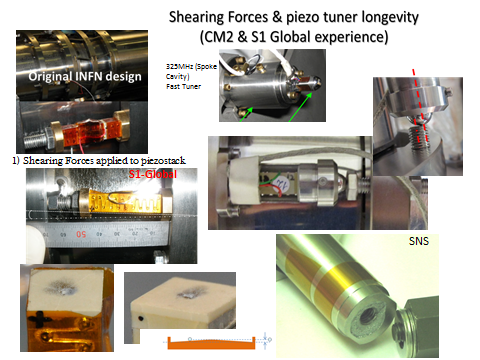 Shearing Forces & piezo tuner longevity
(CM2 & S1 Global experience)
Original INFN design
325MHz (Spoke
Cavity)
Fast Tuner
1) Shearing Forces applied to piezostack
S1-Global
50
SNS
+